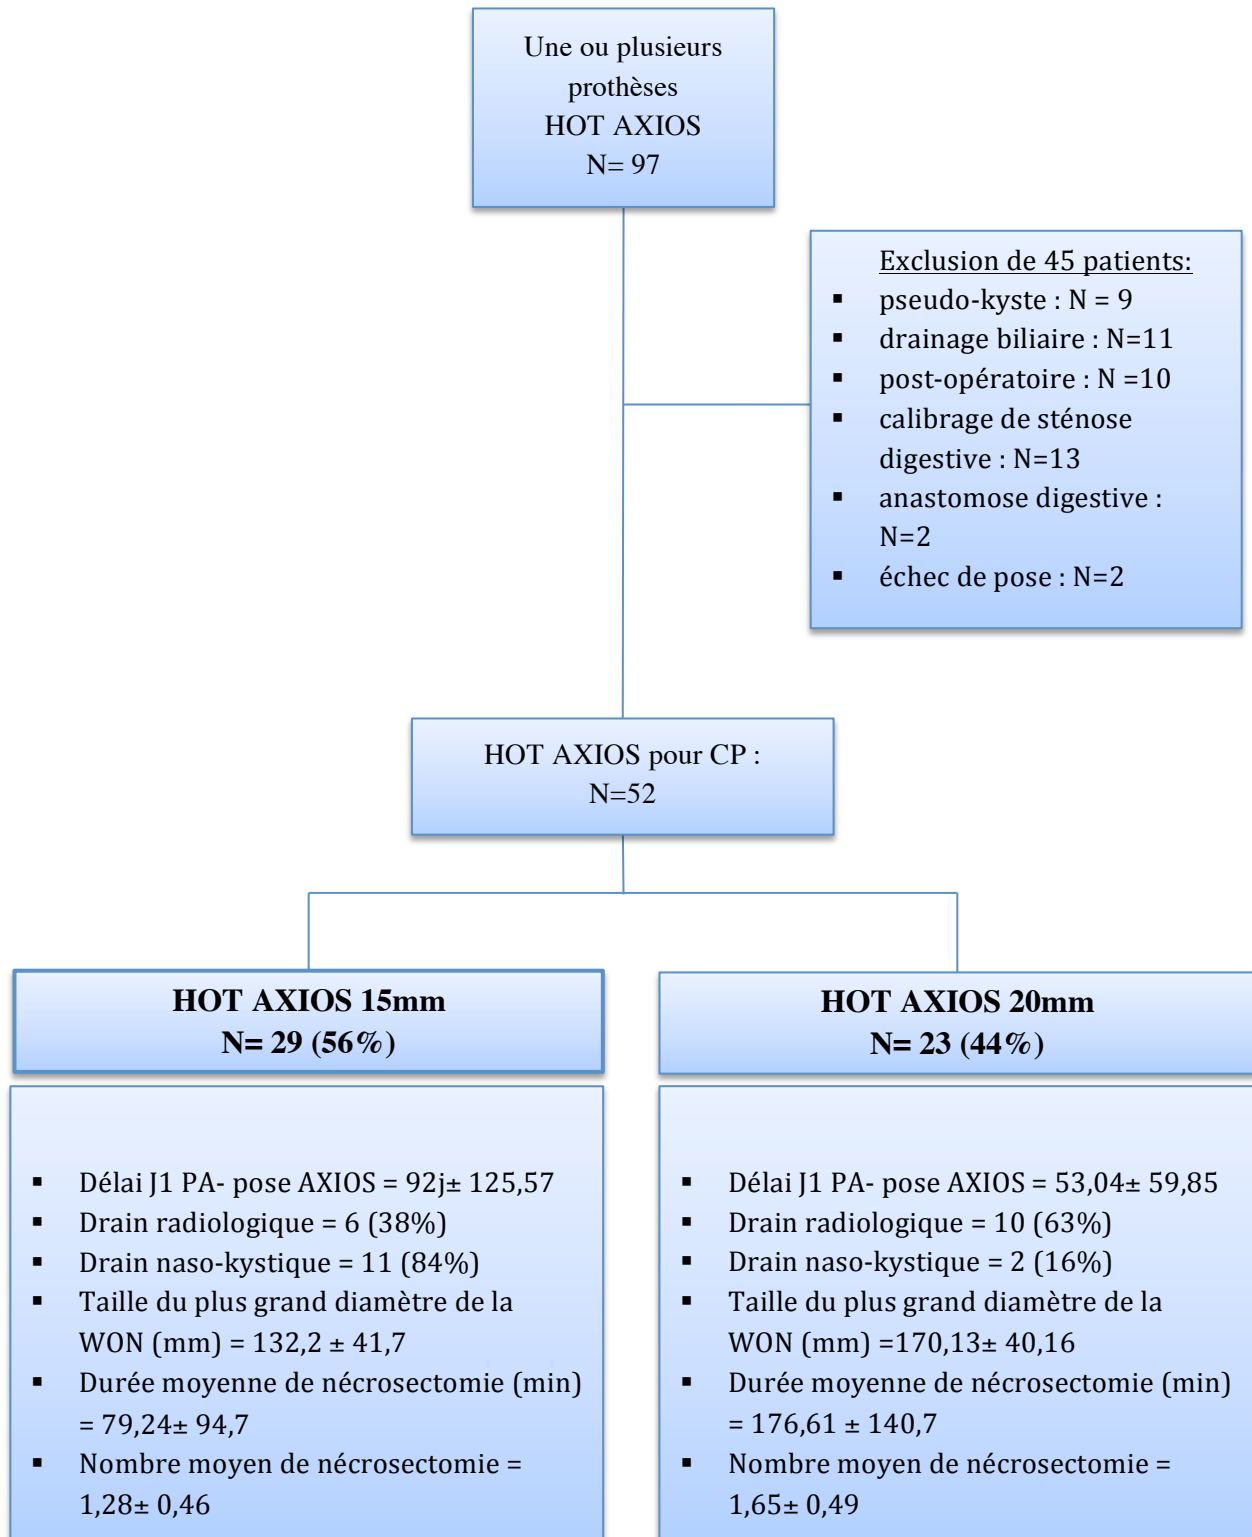 Une ou plusieurs
prothèses
HOT AXIOS
N= 97
Exclusion de 45 patients:
▪ pseudo-kyste : N = 9
▪ drainage biliaire : N=11
▪ post-opératoire : N =10
▪ calibrage de sténose
digestive : N=13
▪ anastomose digestive :
N=2
▪ échec de pose : N=2
HOT AXIOS pour CP :
N=52
HOT AXIOS 15mm
N= 29 (56%)
▪ Délai J1 PA- pose AXIOS = 92j± 125,57
▪ Drain radiologique = 6 (38%)
▪ Drain naso-kystique = 11 (84%)
▪ Taille du plus grand diamètre de la
WON (mm) = 132,2 ± 41,7
▪ Durée moyenne de nécrosectomie (min)
= 79,24± 94,7
▪ Nombre moyen de nécrosectomie =
1,28± 0,46
HOT AXIOS 20mm
N= 23 (44%)
▪ Délai J1 PA- pose AXIOS = 53,04± 59,85
▪ Drain radiologique = 10 (63%)
▪ Drain naso-kystique = 2 (16%)
▪ Taille du plus grand diamètre de la
WON (mm) =170,13± 40,16
▪ Durée moyenne de nécrosectomie (min)
= 176,61 ± 140,7
▪ Nombre moyen de nécrosectomie =
1,65± 0,49